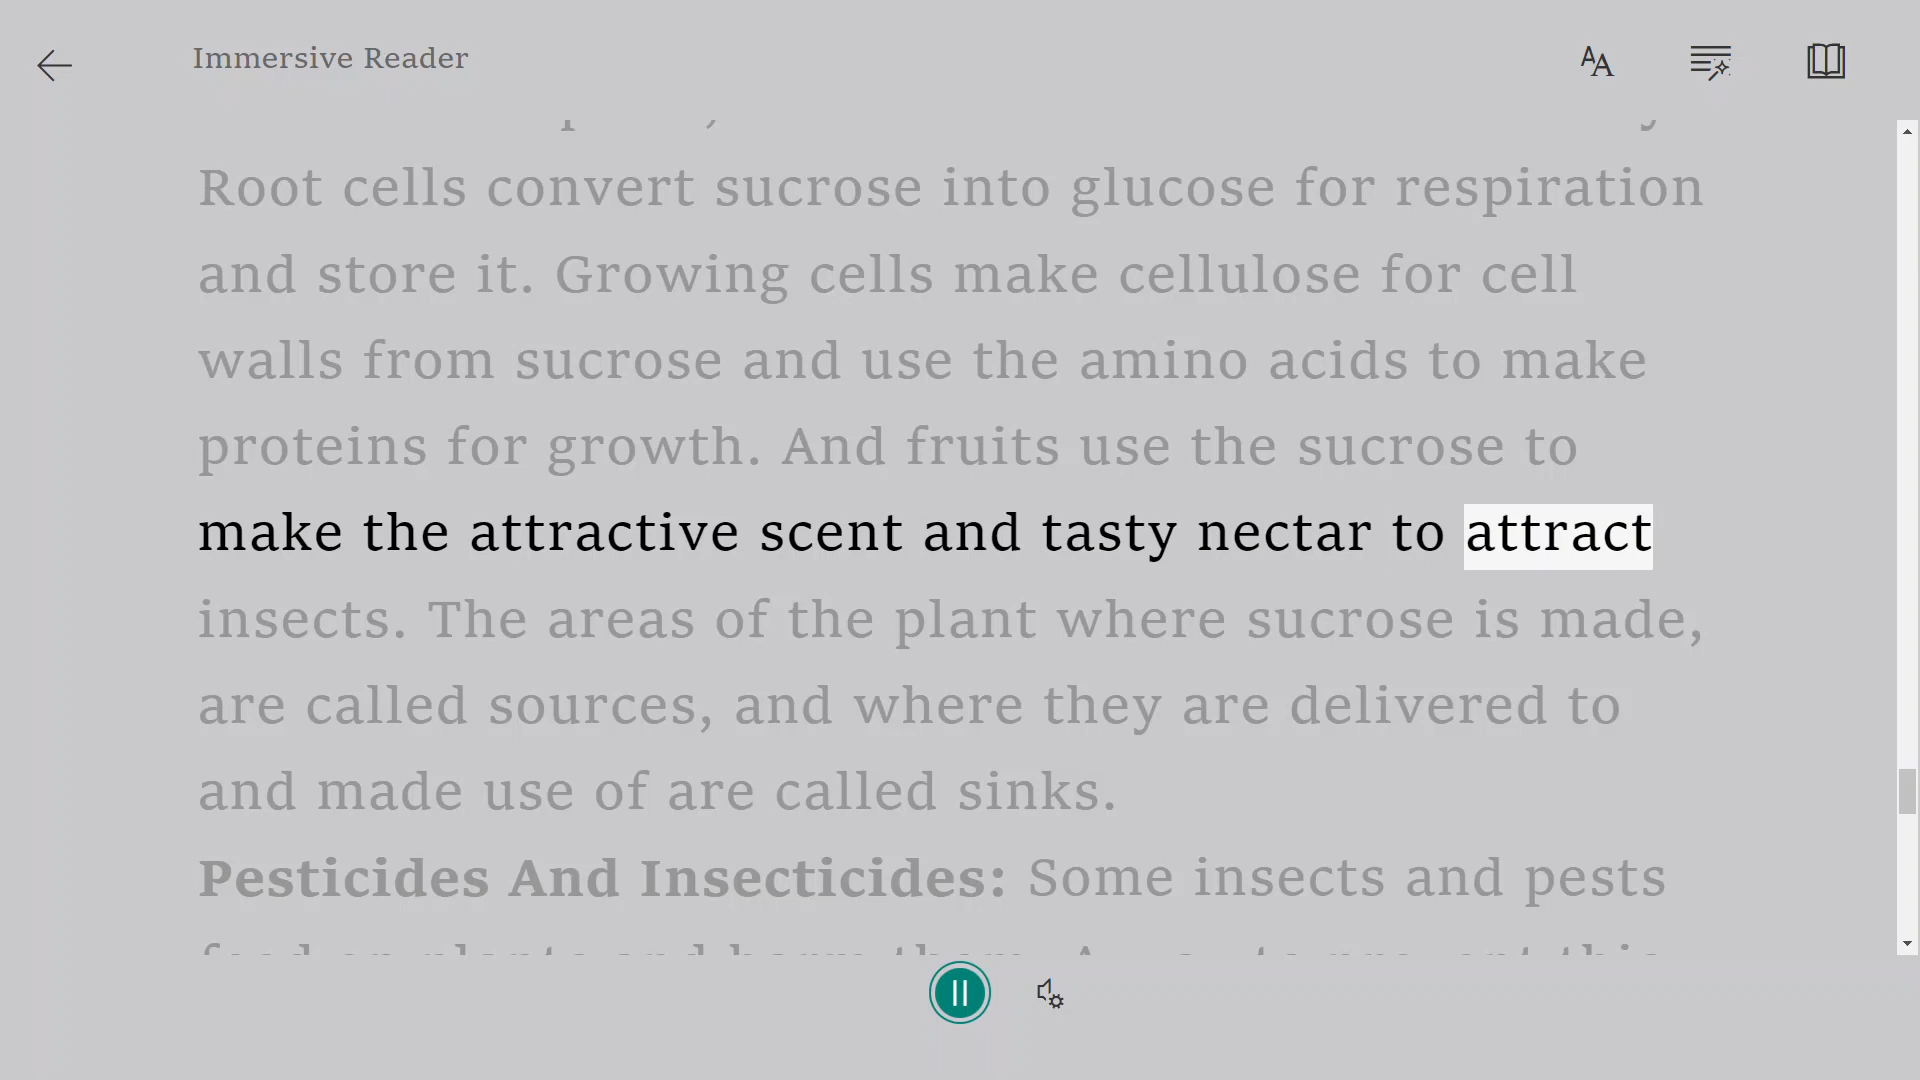 Immersive Reader
Root cells convert sucrose into glucose for respiration
and store it. Growing cells make cellulose for cell
walls from sucrose and use the amino acids to make
proteins for growth. And fruits use the sucrose to
make the attractive scent and tasty nectar to attract
insects. The areas of the plant where sucrose is made,
are called sources, and where they are delivered to
and made use of are called sinks.
Pesticides And Insecticides: Some insects and pests